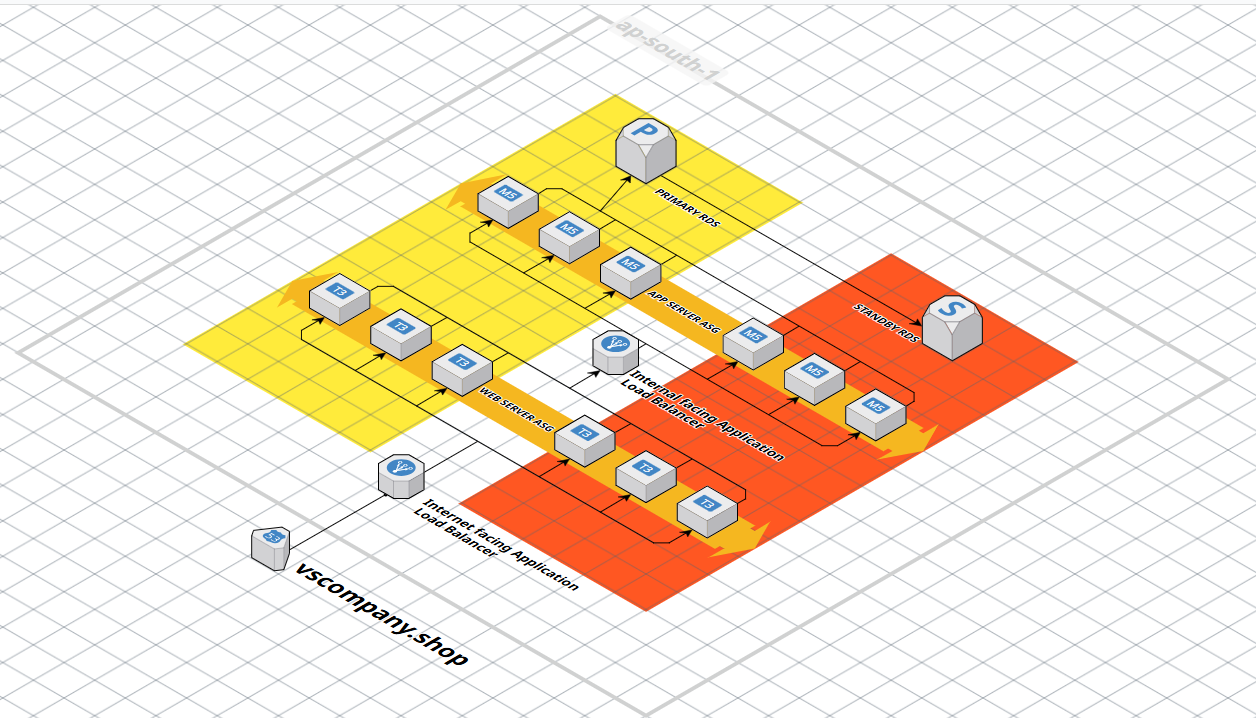 ap-south-1
P
PRIMARY RDS
M5
M5
M5
APP SERVER ASG
M5
M5
M5
S
STANDBY RDS
T3
T3
T3
WEB SERVER ASG
T3
T3
T3
Internal facing Application
Load Balancer
Internet facing Application
Load Balancer
53
vscompany.shop